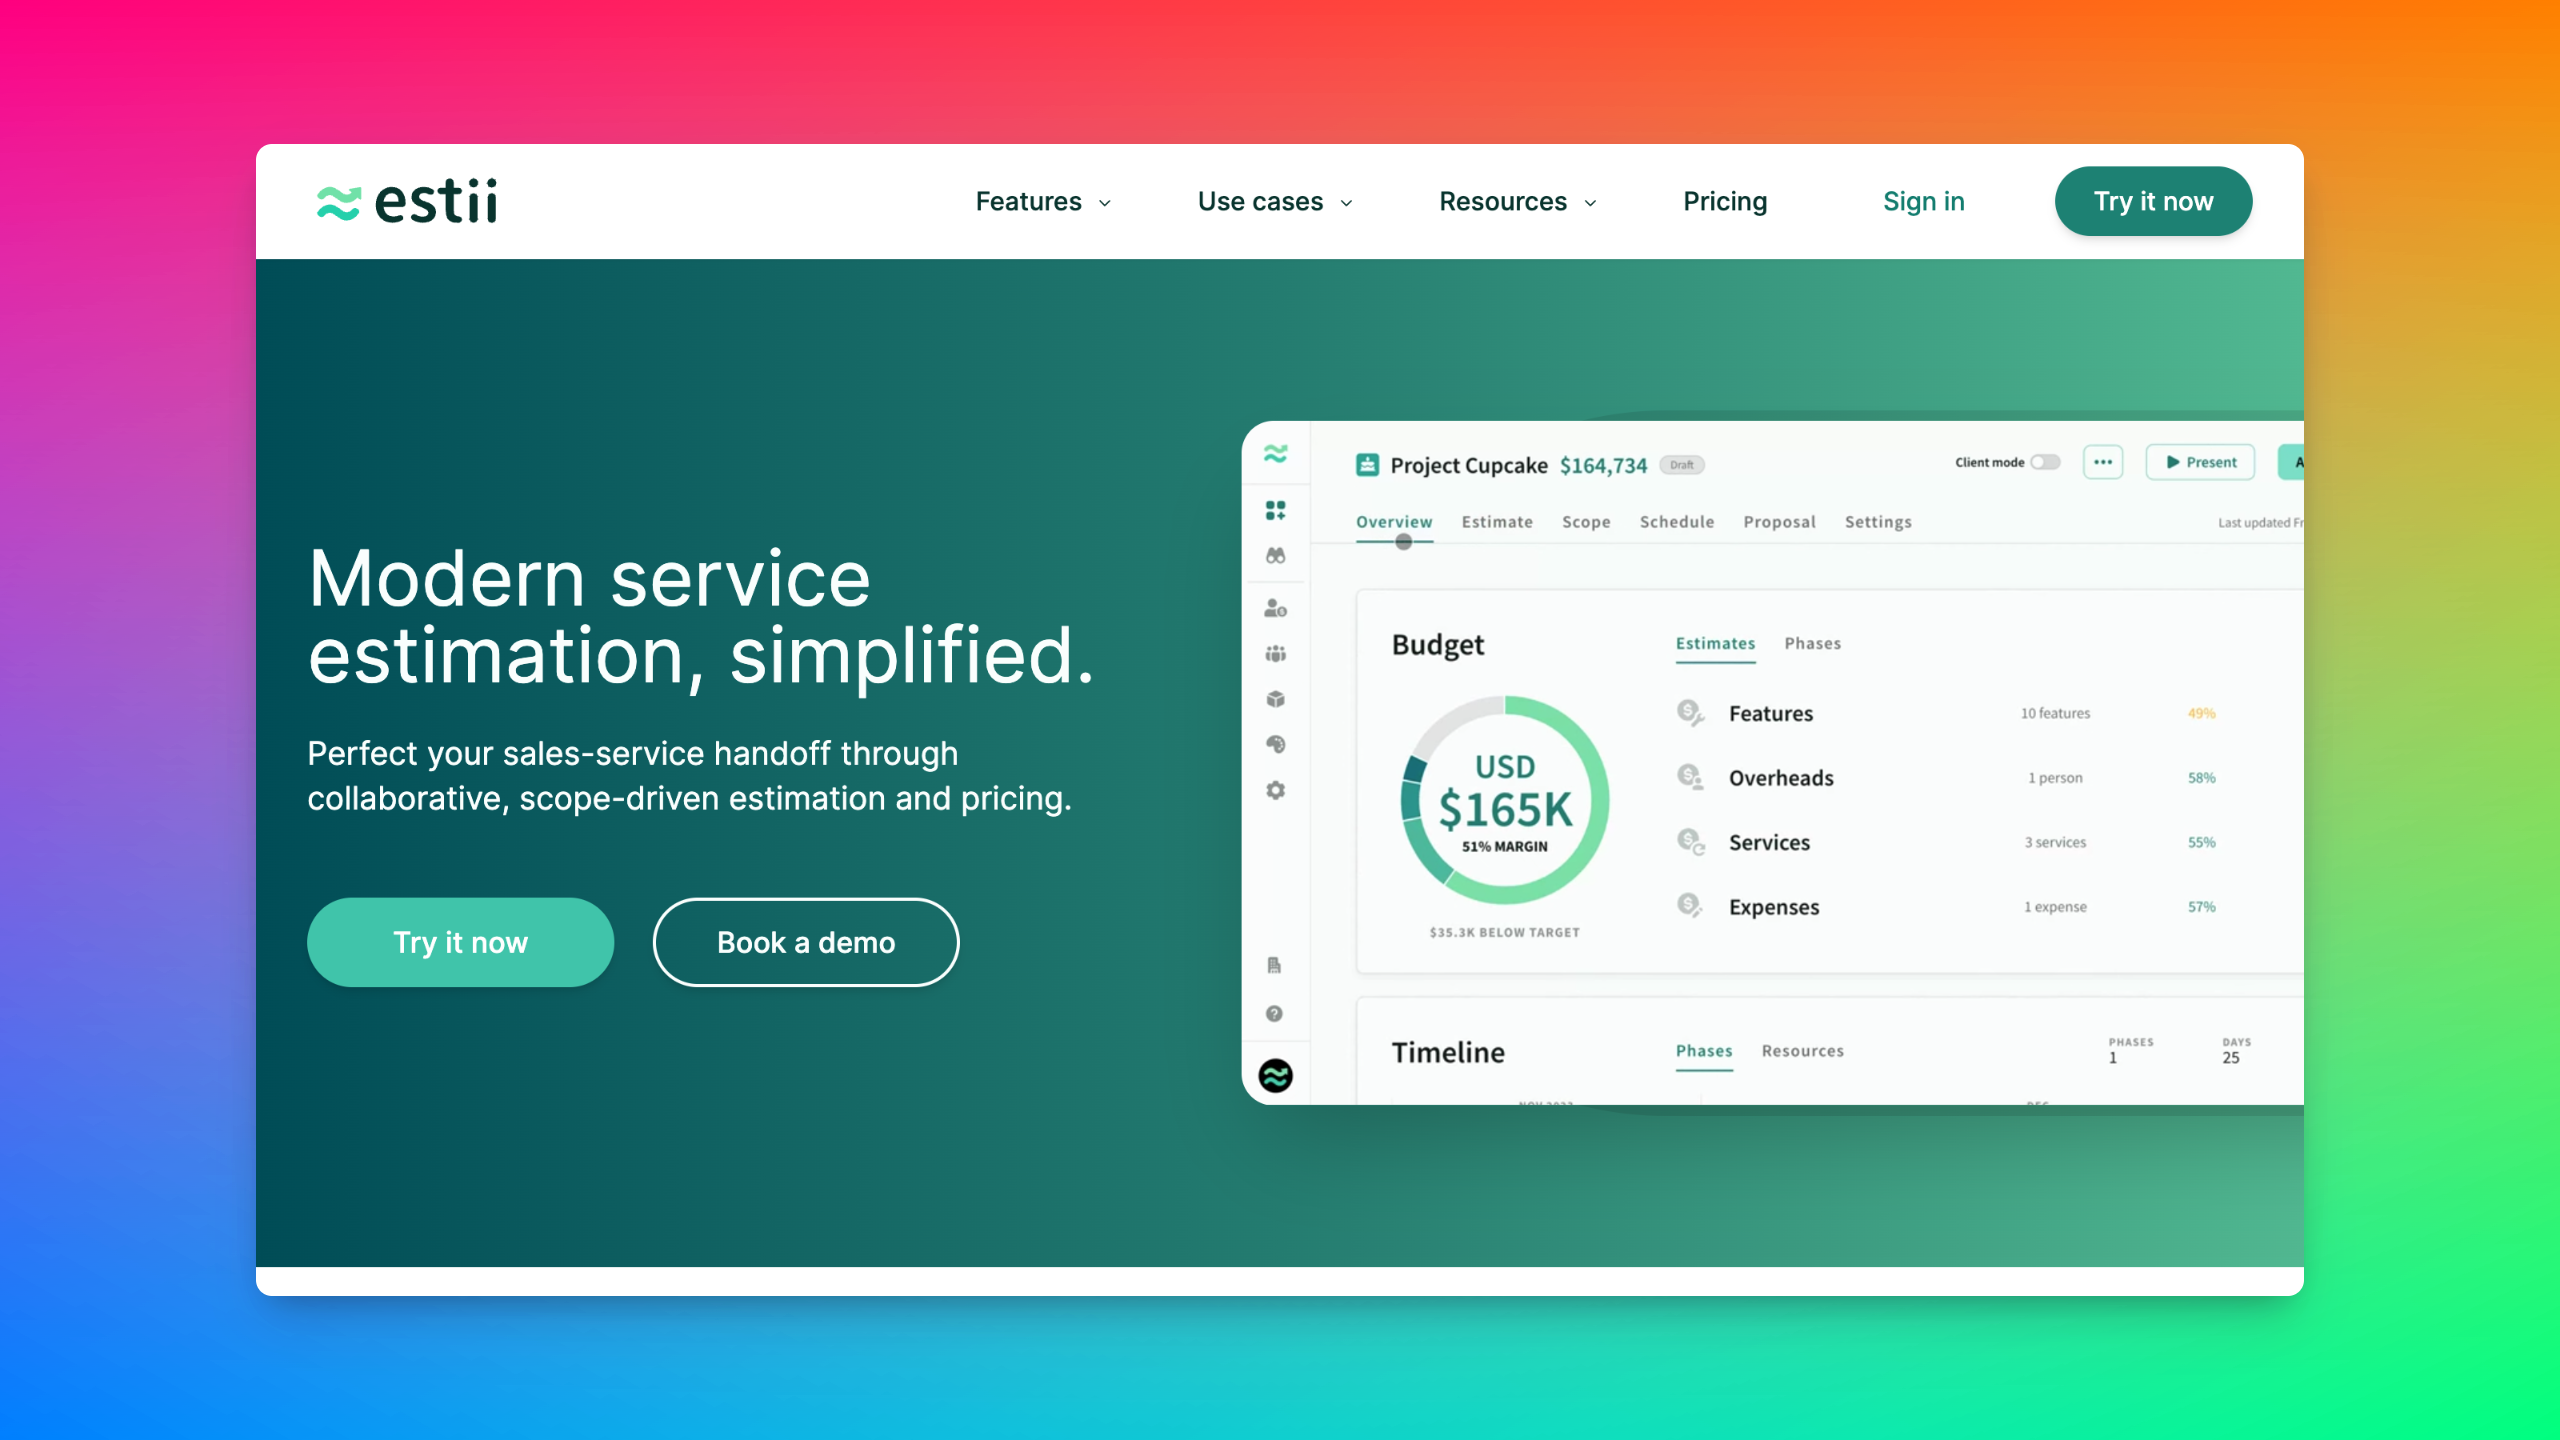 estii
Features
Use cases
Resources
Pricing
Sign in
Try it now
Modern service
estimation, simplified.
Perfect your sales-service handoff through
collaborative, scope-driven estimation and pricing.
Try it now
Book a demo
Project Cupcake $164,734 Draft
Client mode
Present
Overview Estimate Scope Schedule Proposal Settings
Last updated
Budget
Estimates Phases
USD
$165K
51% MARGIN
$35.3K BELOW TARGET
Features 10 features 49%
Overheads 1 person 58%
Services 3 services 55%
Expenses 1 expense 57%
Timeline
Phases Resources
PHASES
1
DAYS
25